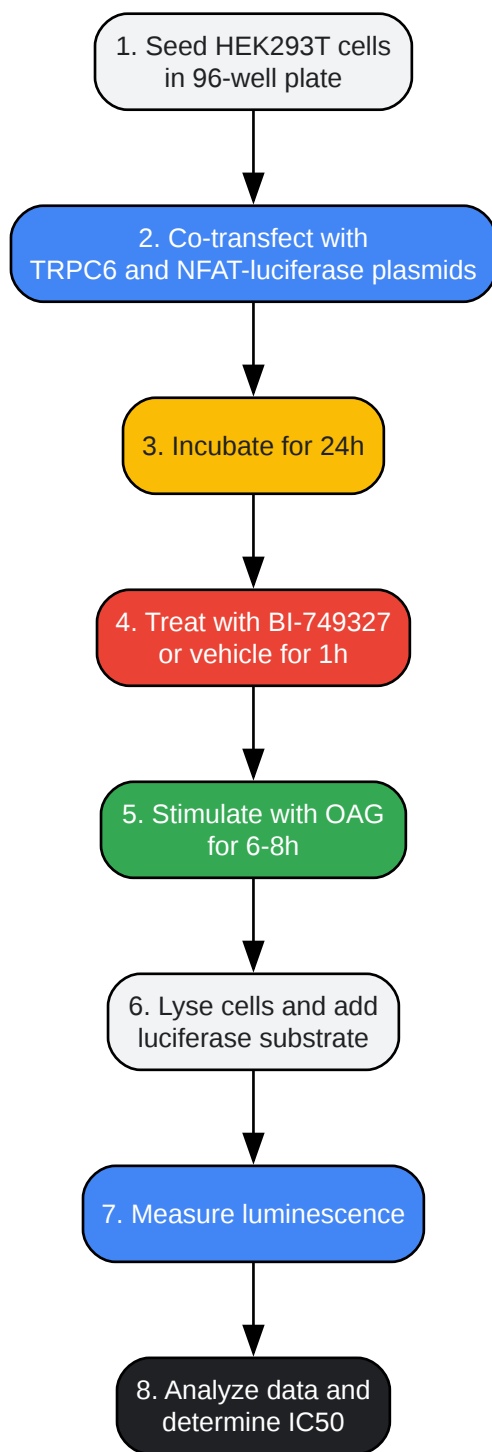 1. Seed HEK293T cells
in 96-well plate
2. Co-transfect with
TRPC6 and NFAT-luciferase plasmids
3. Incubate for 24h
4. Treat with BI-749327
or vehicle for 1h
5. Stimulate with OAG
for 6-8h
6. Lyse cells and add
luciferase substrate
7. Measure luminescence
8. Analyze data and
determine IC50